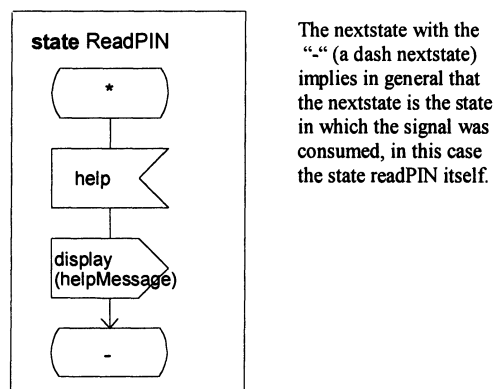 state ReadPIN
*
help
display
(helpMessage)
-
The nextstate with the
“-“ (a dash nextstate)
implies in general that
the nextstate is the state
in which the signal was
consumed, in this case
the state readPIN itself.